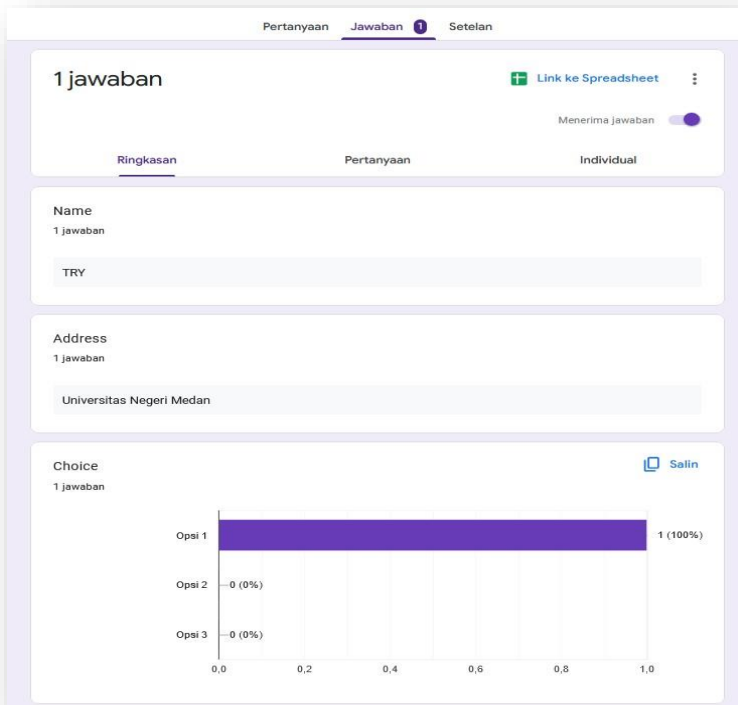 Pertanyaan Jawaban 1 Setelan
1 jawaban
Link ke Spreadsheet
Menerima jawaban
Ringkasan Pertanyaan Individual
Name
1 jawaban
TRY
Address
1 jawaban
Universitas Negeri Medan
Choice
Salin
1 jawaban
Opsi 1 1 (100%)
Opsi 2 0 (0%)
Opsi 3 0 (0%)
0,0 0,2 0,4 0,6 0,8 1,0